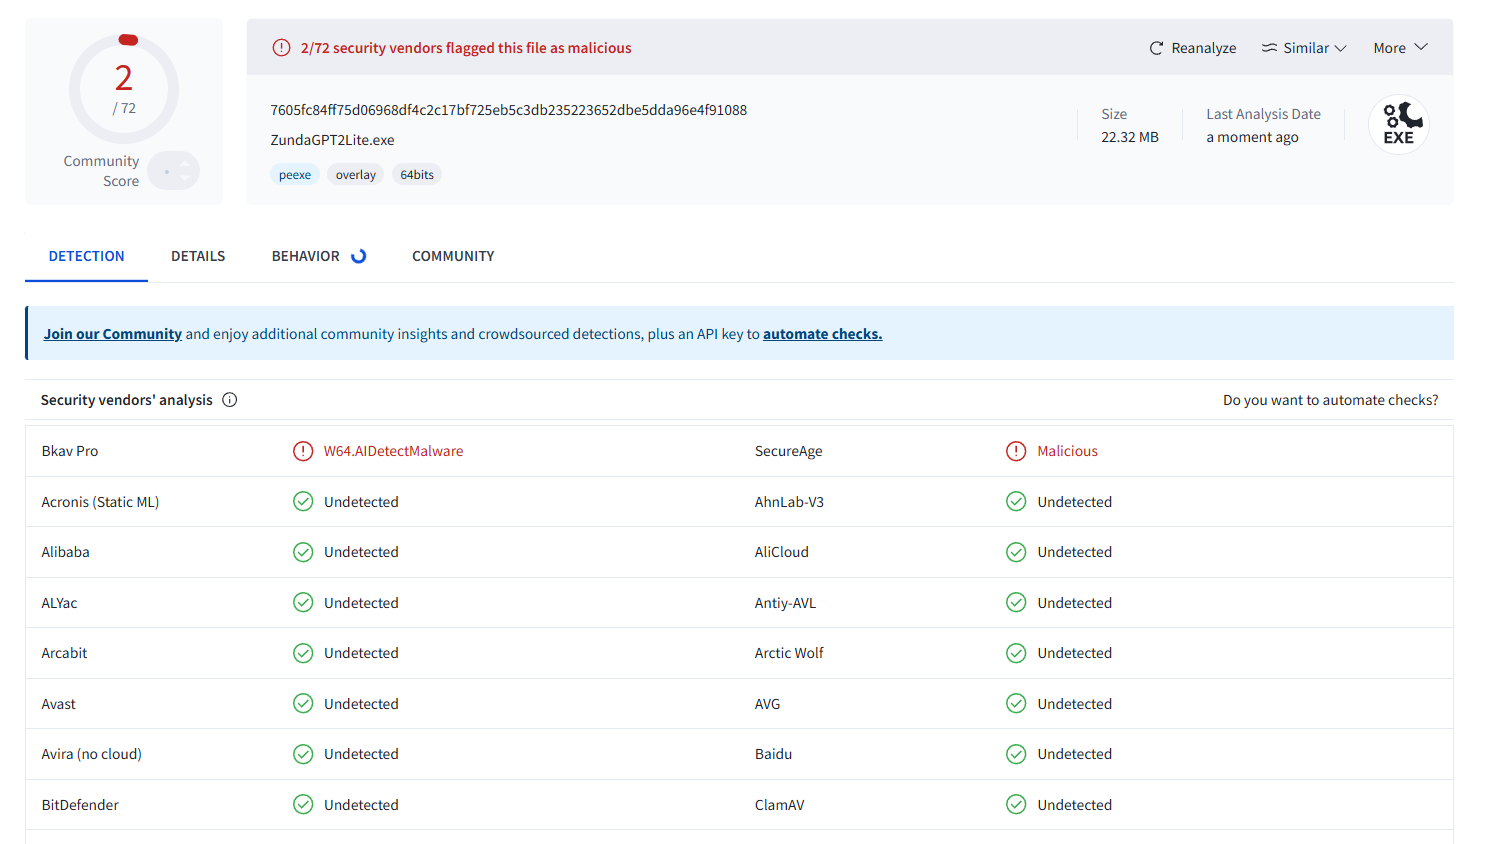 2
/ 72
Community
Score
2/72 security vendors flagged this file as malicious
Reanalyze
Similar
More
7605fc84ff75d06968df4c2c17bf725eb5c3db235223652dbe5dda96e4f91088
ZundaGPT2Lite.exe
peexe
overlay
64bits
Size
22.32 MB
Last Analysis Date
a moment ago
EXE
DETECTION
DETAILS
BEHAVIOR
COMMUNITY
Join our Community and enjoy additional community insights and crowdsourced detections, plus an API key to automate checks.
Security vendors' analysis
Do you want to automate checks?
Bkav Pro
W64.AIDetectMalware
SecureAge
Malicious
Acronis (Static ML)
Undetected
AhnLab-V3
Undetected
Alibaba
Undetected
AliCloud
Undetected
ALYac
Undetected
Antiy-AVL
Undetected
Arcabit
Undetected
Arctic Wolf
Undetected
Avast
Undetected
AVG
Undetected
Avira (no cloud)
Undetected
Baidu
Undetected
BitDefender
Undetected
ClamAV
Undetected